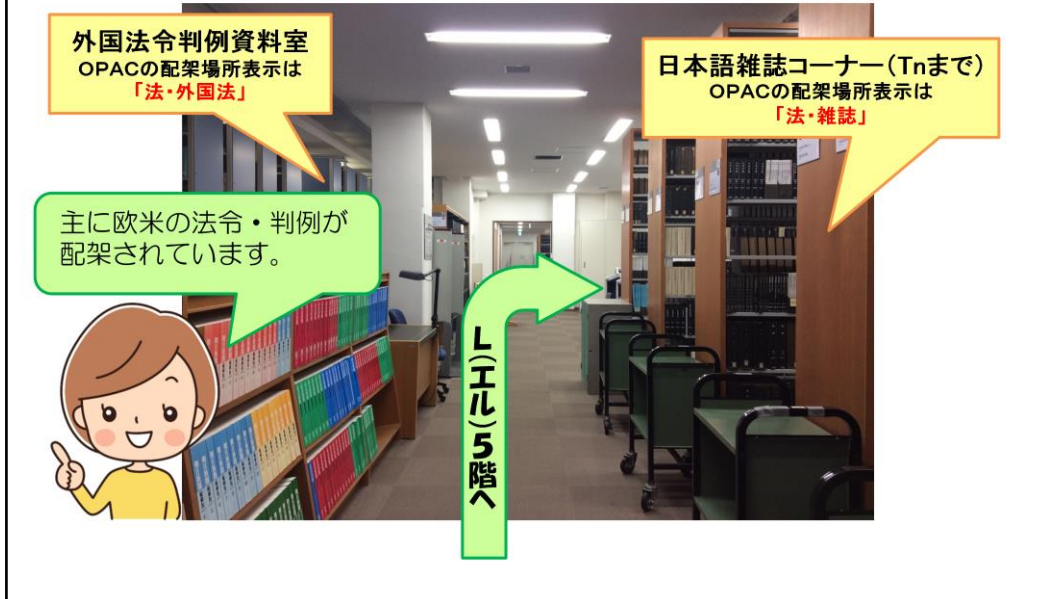 外国法令判例資料室
OPACの配架場所表示は
「法・外国法」
日本語雑誌コーナー(Tnまで)
OPACの配架場所表示は
「法・雑誌」
主に欧米の法令・判例が
配架されています。
L(エル)5階へ